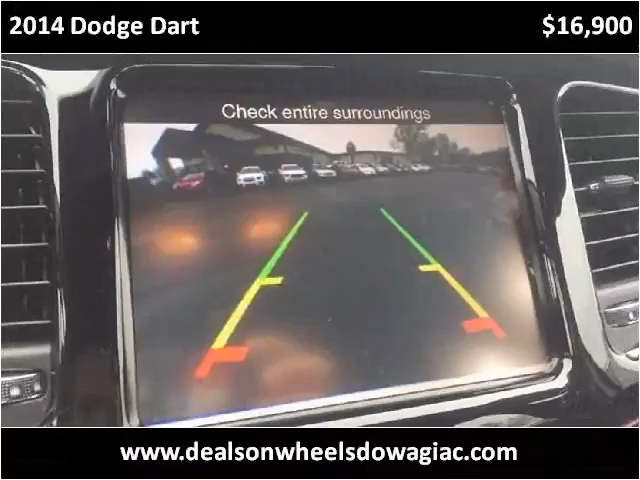 2014 Dodge Dart $16,900
Check entire surroundings
www.dealsonwheelsdowagiac.com